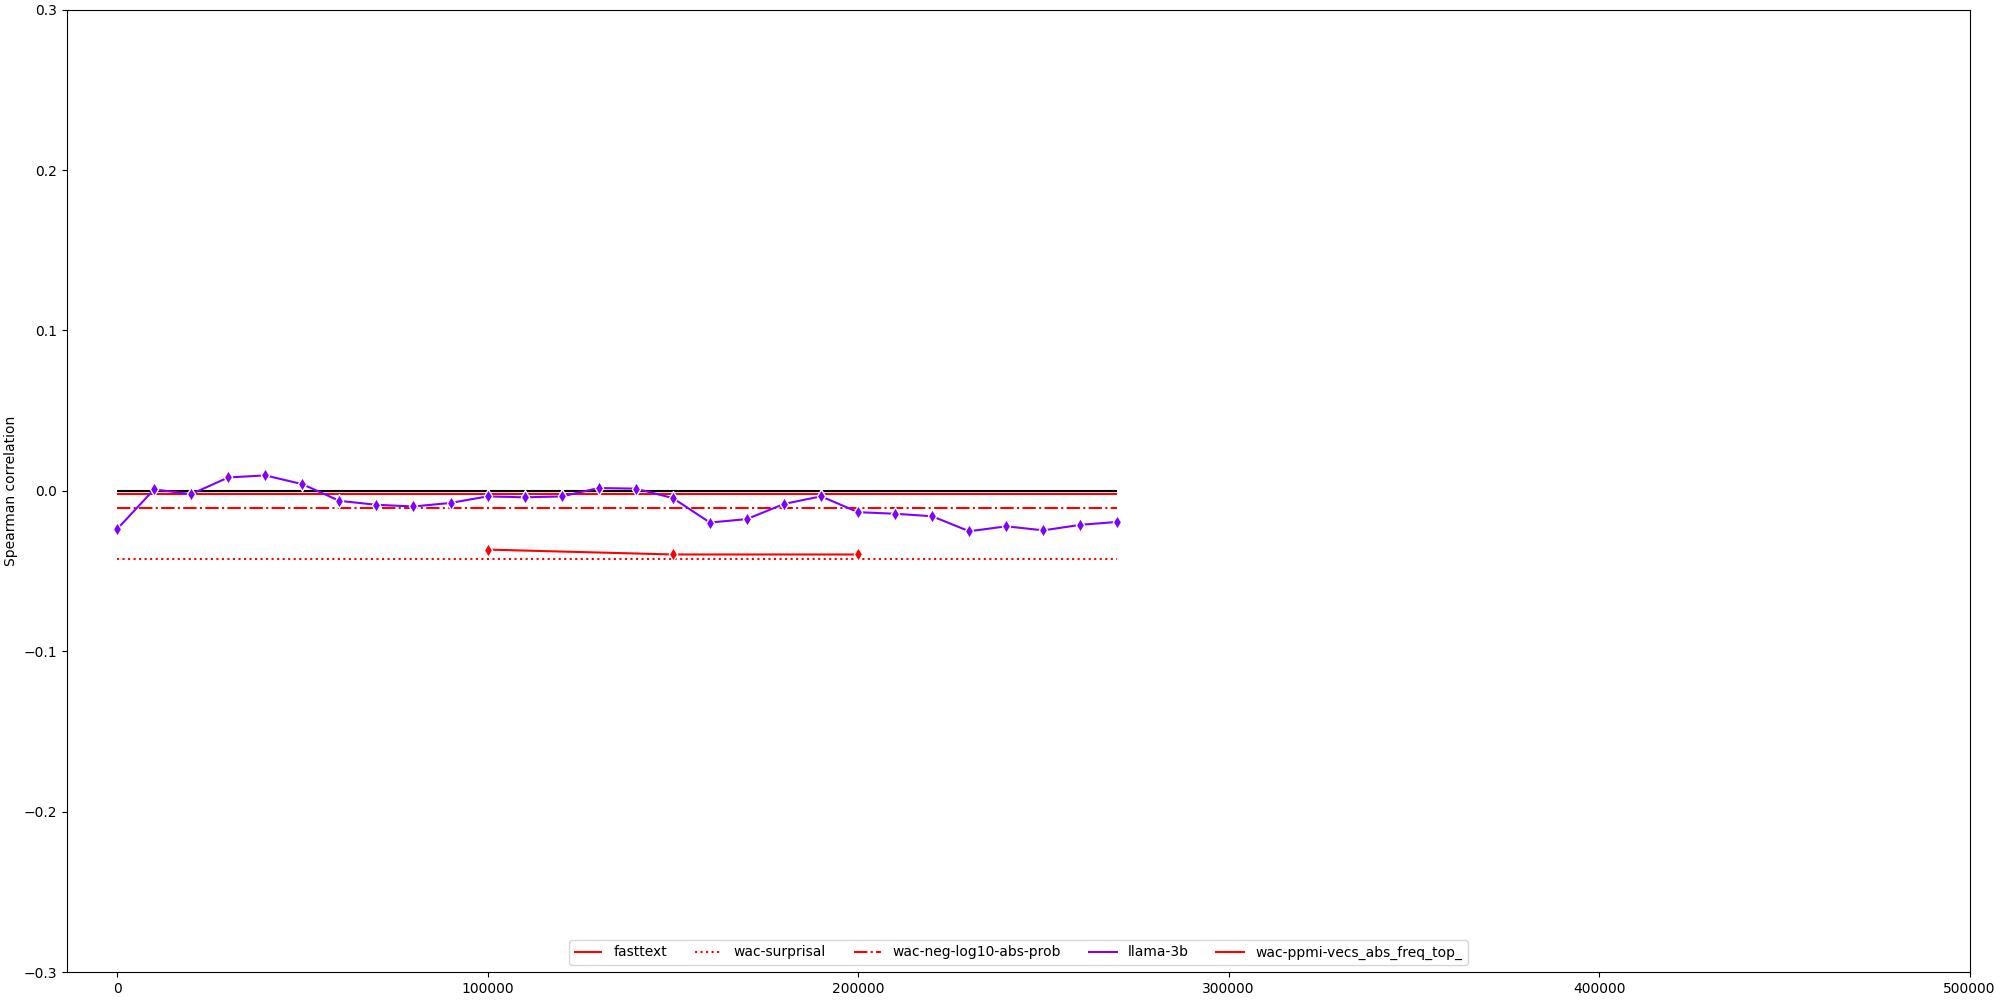 0.3
0.2
0.1
0.0
−0.1
−0.2
−0.3
Spearman correlation
fasttext wac-surprisal wac-neg-log10-abs-prob llama-3b wac-ppmi-vecs_abs_freq_top_
0 100000 200000 300000 400000 500000